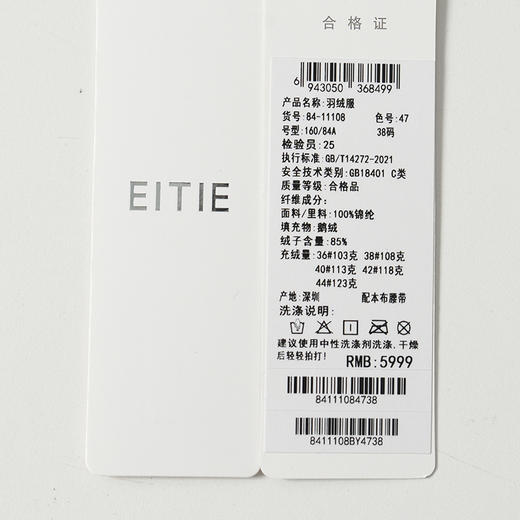 EITIE
合格证
6 943050 368499
产品名称:羽绒服
货号:84-11108 色号:47
号型:160/84A 38码
检验员:25
执行标准:GB/T14272-2021
安全技术类别:GB18401 C类
质量等级:合格品
纤维成分:
面料/里料:100%锦纶
填充物:鹅绒
绒子含量:85%
充绒量:36#103克 38#108克
40#113克 42#118克
44#123克
产地:深圳 配本布腰带
洗涤说明:
建议使用中性洗涤剂洗涤,干燥
后轻轻拍打! RMB:5999
84111084738
8411108BY4738